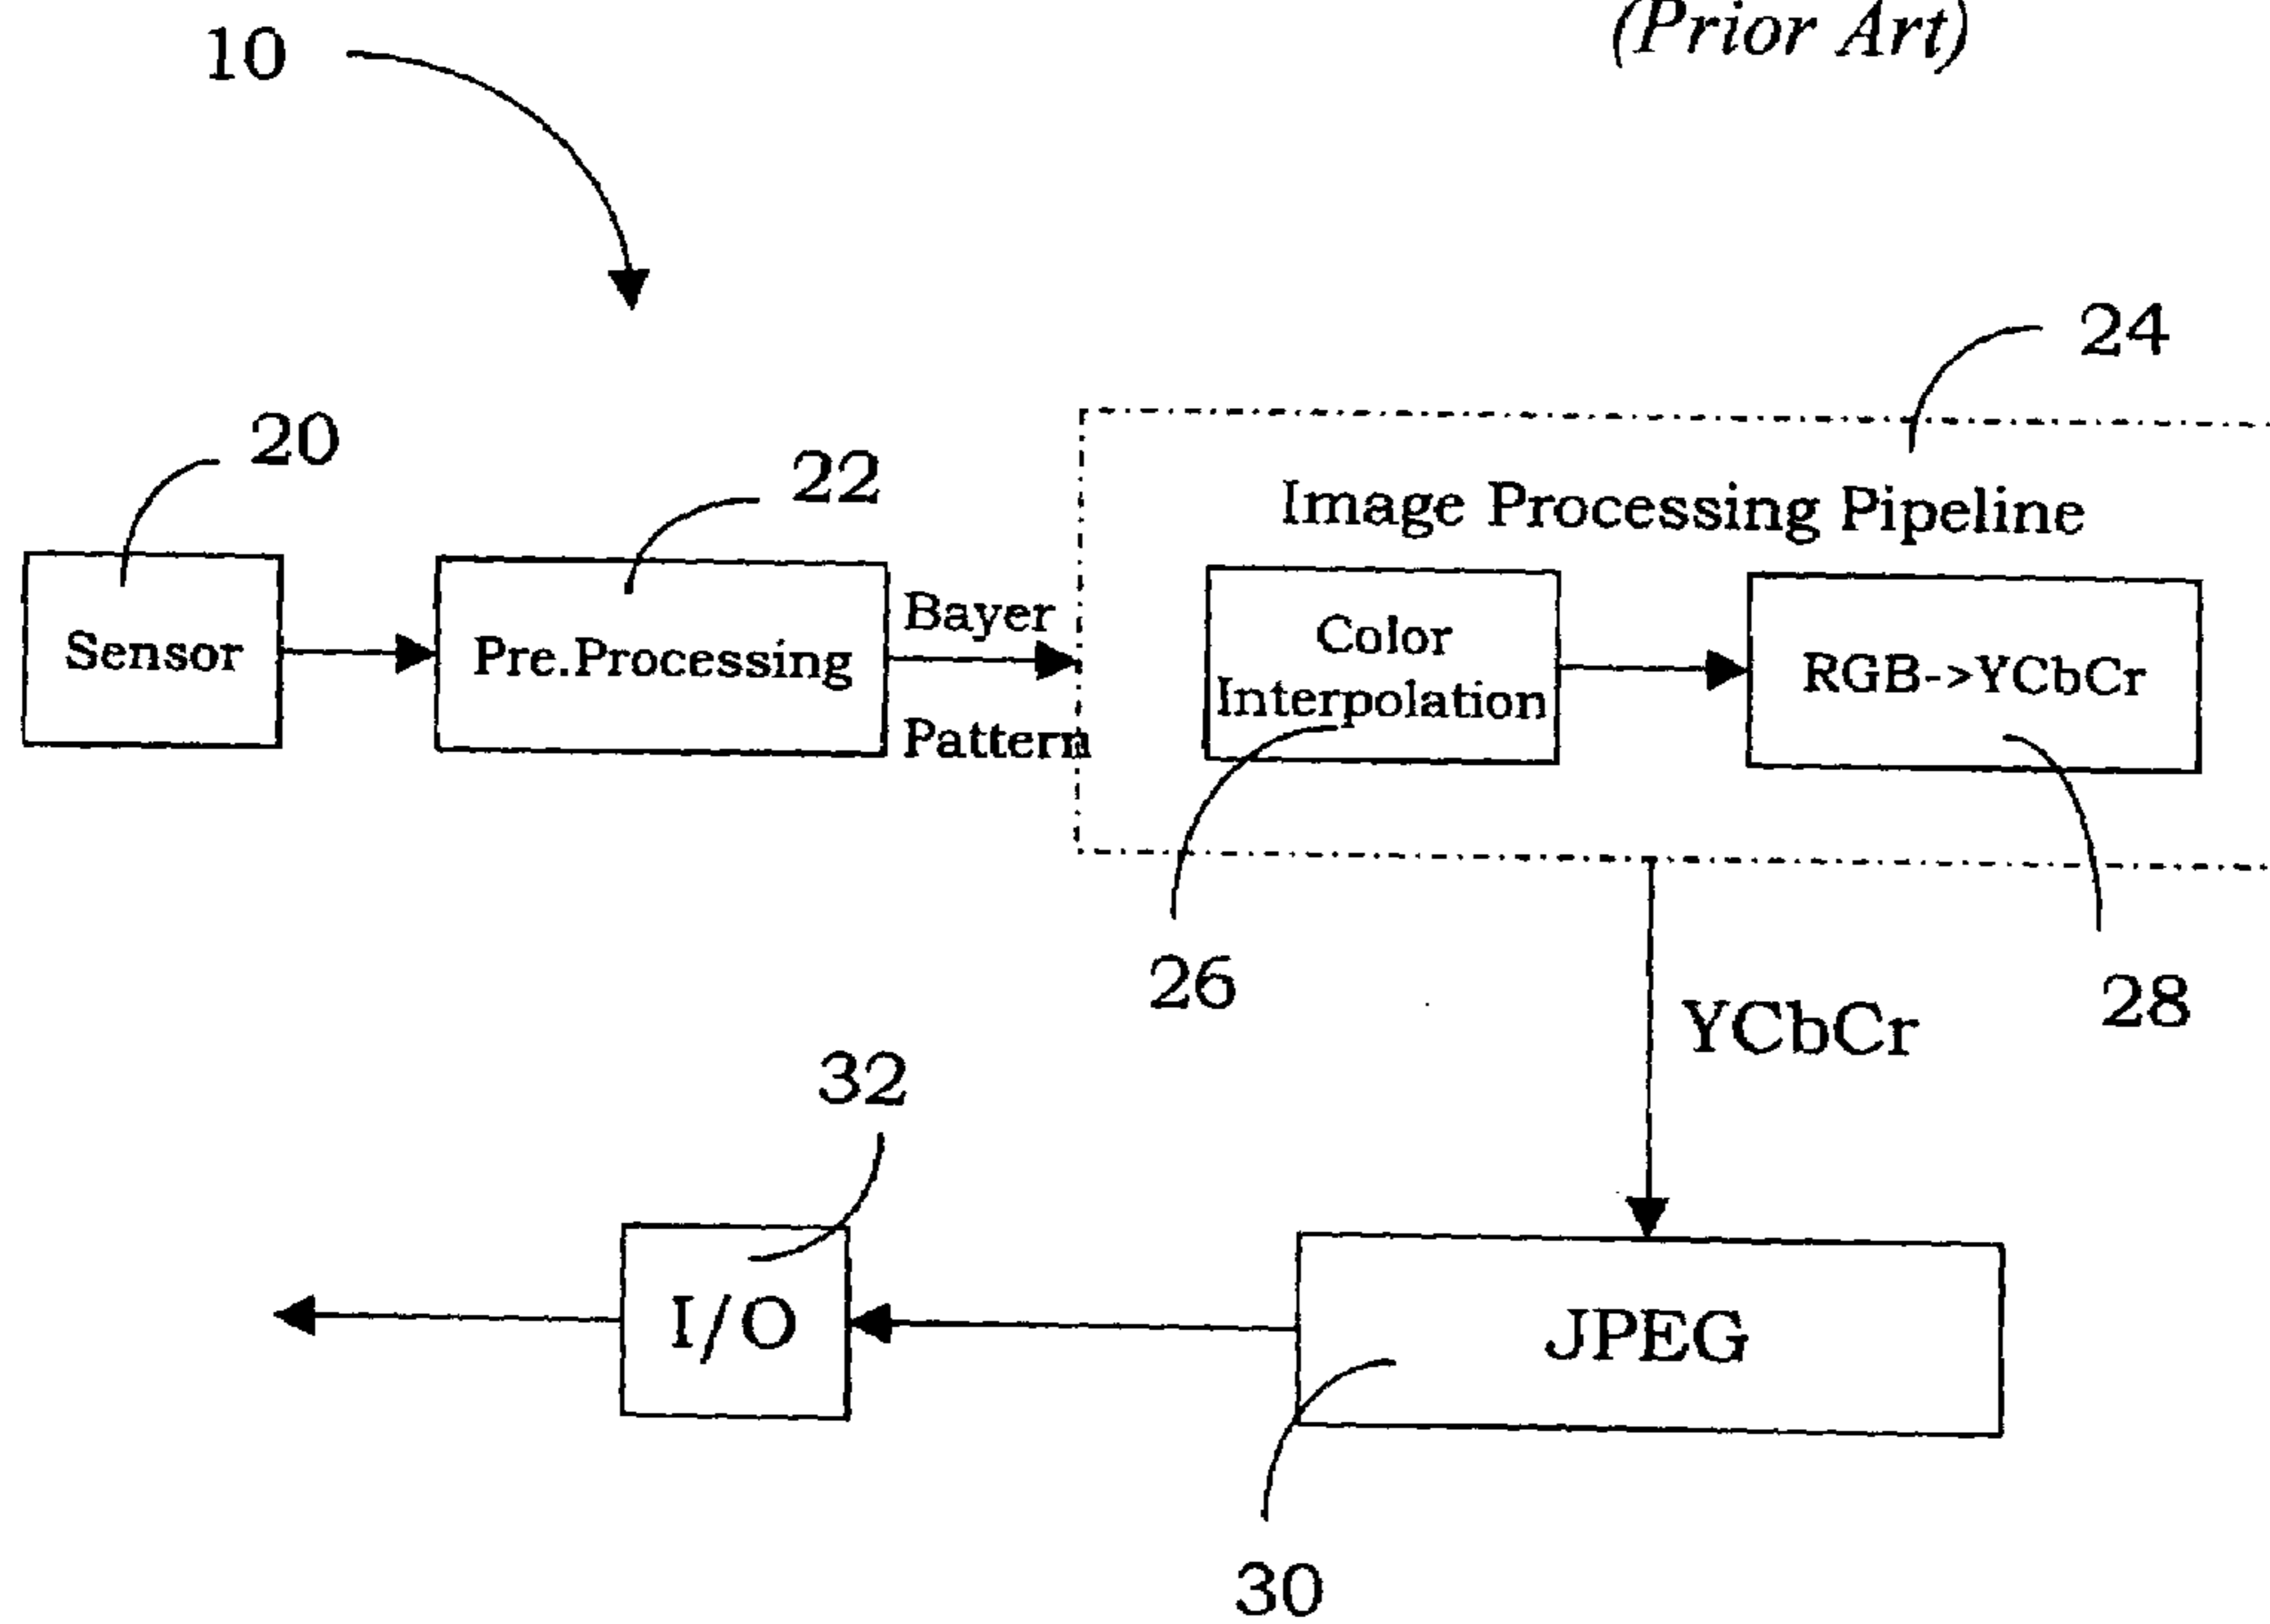 (Prior Art)
10
24
20
22
Image Processing Pipeline
Sensor
Pre.Processing
Bayer
Pattern
Color
Interpolation
RGB->YCbCr
26
28
YCbCr
32
I/O
JPEG
30